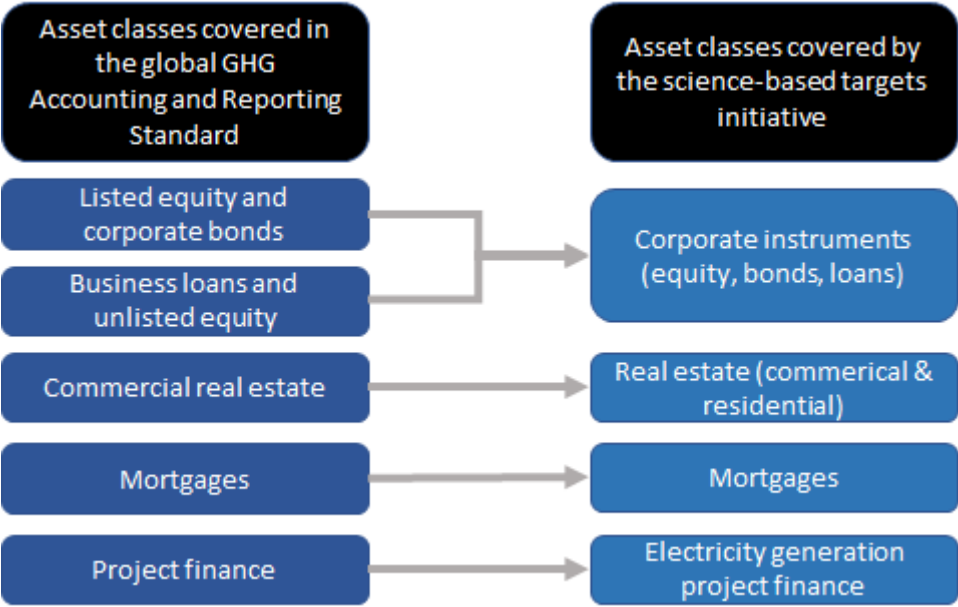 Asset classes covered in
the global GHG
Accounting and Reporting
Standard
Asset classes covered by
the science-based targets
initiative
Listed equity and
corporate bonds
Business loans and
unlisted equity
Corporate instruments
(equity, bonds, loans)
Commercial real estate
Real estate (commerical &
residential)
Mortgages
Mortgages
Project finance
Electricity generation
project finance